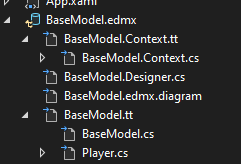 App.xaml
BaseModel.edmx
BaseModel.Context.tt
BaseModel.Context.cs
BaseModel.Designer.cs
BaseModel.edmx.diagram
BaseModel.tt
BaseModel.cs
Player.cs